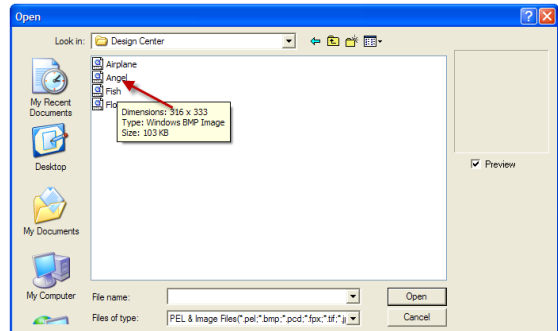 Open
Look in:
Design Center
Airplane
Angel
Fish
Flo
Dimensions: 316 x 333
Type: Windows BMP Image
Size: 103 KB
My Recent
Documents
Desktop
My Documents
My Computer
Preview
File name:
Open
Files of type:
PEL & Image Files(*.pel;*.bmp;*.pcd;*.fpx;*.tif;*.j
Cancel